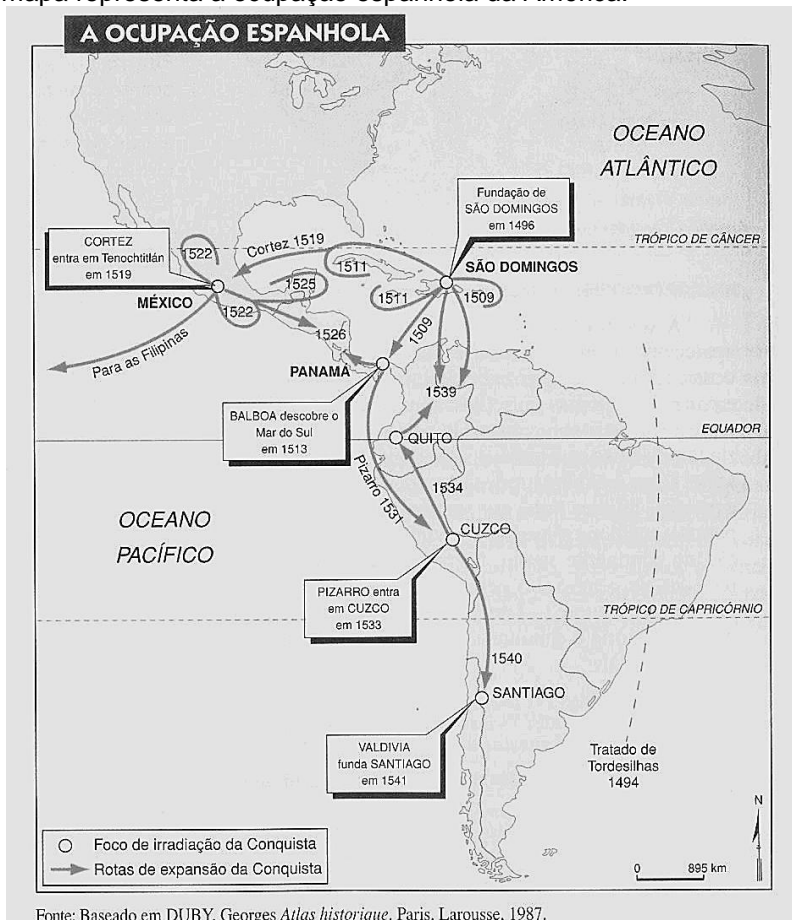 mapa representa a ocupação espanhola da América.
A OCUPAÇÃO ESPANHOLA
OCEANO
ATLÂNTICO
Fundação de
SÃO DOMINGOS
em 1496
CORTEZ
entra em Tenochtitlán
em 1519
1522
Cortez 1519
TRÓPICO DE CÂNCER
SÃO DOMINGOS
1511
1525
1511
1509
MÉXICO
1522
1526
1509
Para as Filipinas
PANAMÁ
1539
BALBOA descobre o
Mar do Sul
em 1513
EQUADOR
QUITO
Pizarro 1531
1534
OCEANO
PACÍFICO
CUZCO
PIZARRO entra
em CUZCO
em 1533
TRÓPICO DE CAPRICÓRNIO
1540
SANTIAGO
VALDIVIA
funda SANTIAGO
em 1541
Tratado de
Tordesilhas
1494
N
Foco de irradiação da Conquista
Rotas de expansão da Conquista
0 895 km
Fonte: Baseado em DUBY, Georges Atlas historique. Paris, Larousse, 1987.